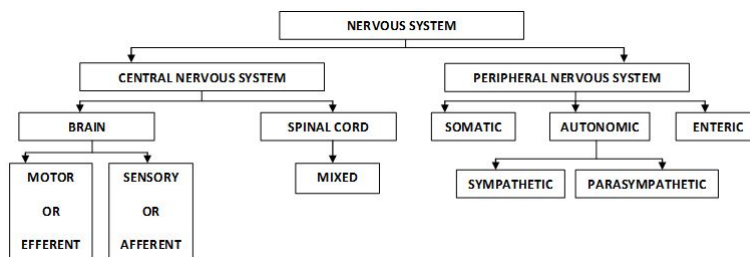 NERVOUS SYSTEM
CENTRAL NERVOUS SYSTEM
PERIPHERAL NERVOUS SYSTEM
BRAIN
SPINAL CORD
SOMATIC
AUTONOMIC
ENTERIC
MOTOR
OR
EFFERENT
SENSORY
OR
AFFERENT
MIXED
SYMPATHETIC
PARASYMPATHETIC